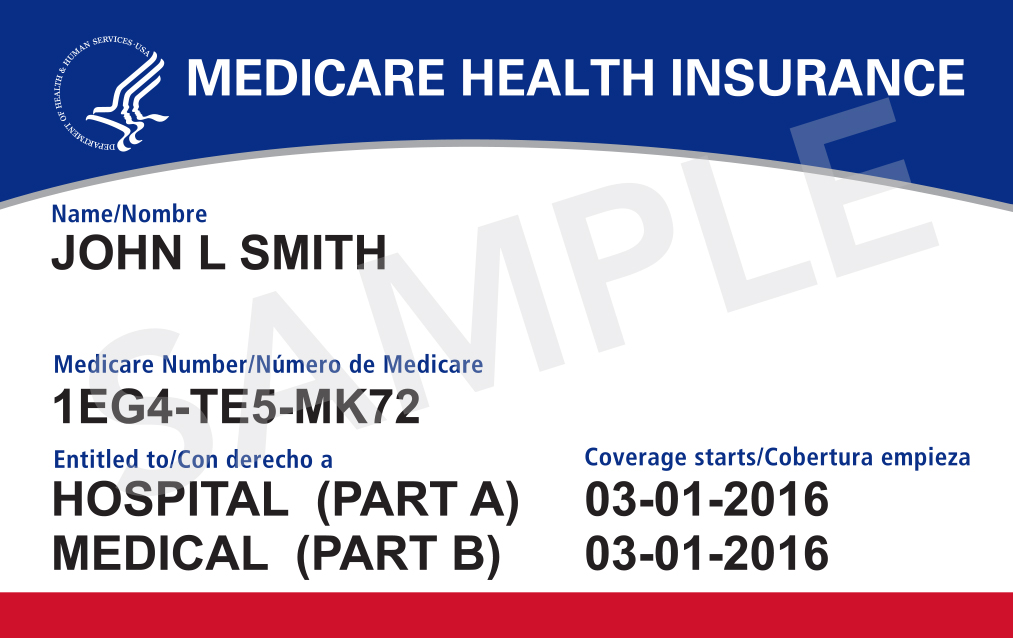 DEPARTMENT OF HEALTH & HUMAN SERVICES·USA
MEDICARE HEALTH INSURANCE
Name/Nombre
JOHN L SMITH
Medicare Number/Número de Medicare
1EG4-TE5-MK72
Entitled to/Con derecho a
Coverage starts/Cobertura empieza
HOSPITAL (PART A) 03-01-2016
MEDICAL (PART B) 03-01-2016
SAMPLE